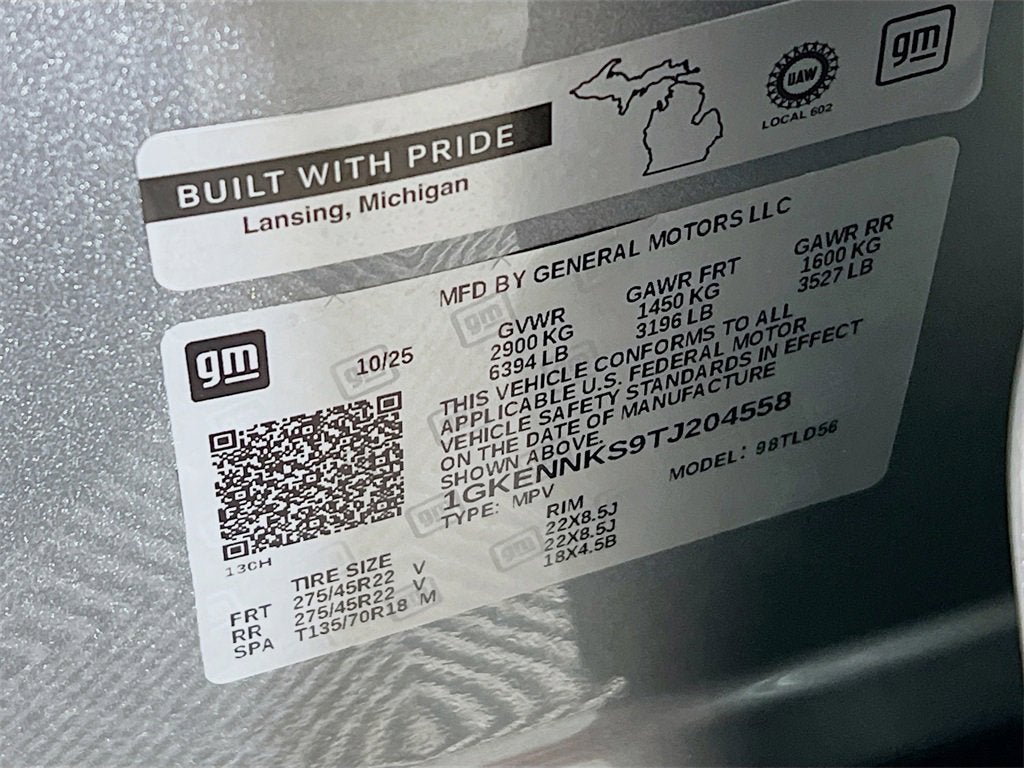 BUILT WITH PRIDE
Lansing, Michigan
UAW
LOCAL 602
gm
MFD BY GENERAL MOTORS LLC
gm
10/25
GVWR GAWR FRT GAWR RR
2900 KG 1450 KG 1600 KG
6394 LB 3196 LB 3527 LB
THIS VEHICLE CONFORMS TO ALL
APPLICABLE U.S. FEDERAL MOTOR
VEHICLE SAFETY STANDARDS IN EFFECT
ON THE DATE OF MANUFACTURE
SHOWN ABOVE.
1GKENNKS9TJ204558
TYPE: MPV MODEL: 98TLD56
13CH
TIRE SIZE RIM
FRT 275/45R22 V 22X8.5J
RR 275/45R22 V 22X8.5J
SPA T135/70R18 M 18X4.5B